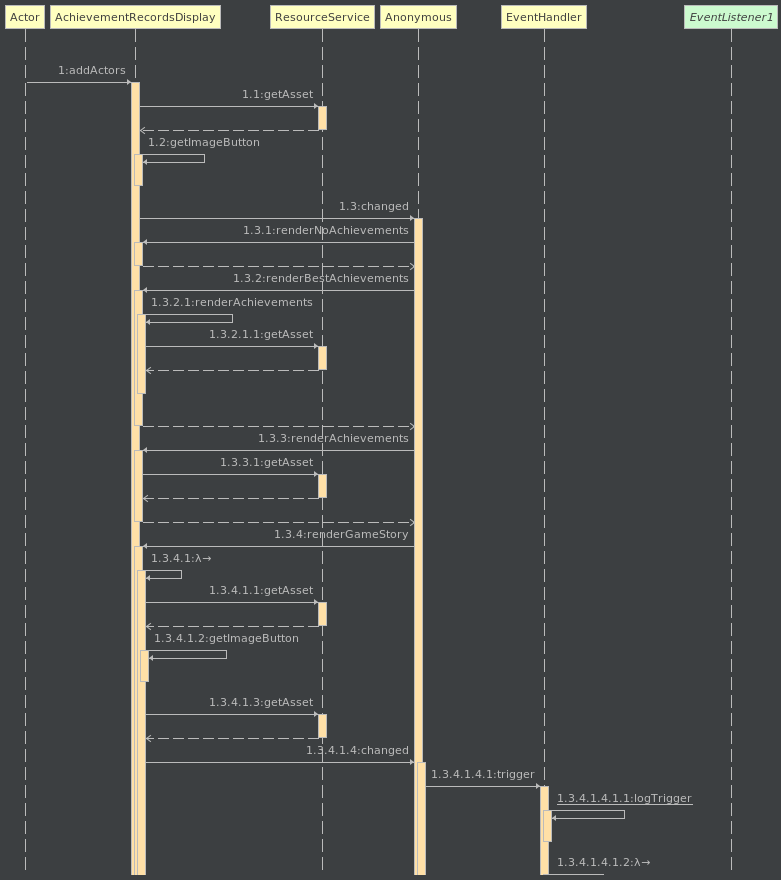 Actor
AchievementRecordsDisplay
ResourceService
Anonymous
EventHandler
EventListener1
1:addActors
1.1:getAsset
1.2:getImageButton
1.3:changed
1.3.1:renderNoAchievements
1.3.2:renderBestAchievements
1.3.2.1:renderAchievements
1.3.2.1.1:getAsset
1.3.3:renderAchievements
1.3.3.1:getAsset
1.3.4:renderGameStory
1.3.4.1:λ→
1.3.4.1.1:getAsset
1.3.4.1.2:getImageButton
1.3.4.1.3:getAsset
1.3.4.1.4:changed
1.3.4.1.4.1:trigger
1.3.4.1.4.1.1:logTrigger
1.3.4.1.4.1.2:λ→